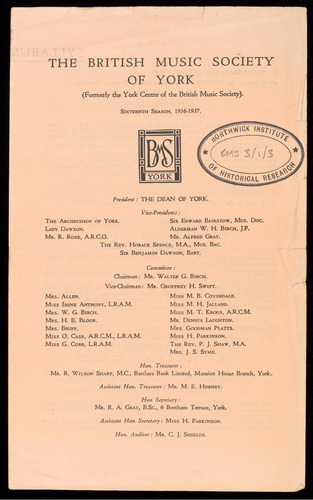 THE BRITISH MUSIC SOCIETY
OF YORK
(Formerly the York Centre of the British Music Society).
SIXTEENTH SEASON, 1936-1937.
BMS
YORK
BORTHWICK INSTITUTE
BMS 3/1/3
OF HISTORICAL RESEARCH
President: THE DEAN OF YORK.
Vice-Presidents:
THE ARCHBISHOP OF YORK.
SIR EDWARD BAIRSTOW, MUS. DOC.
LADY DAWSON.
ALDERMAN W. H. BIRCH, J.P.
MR. R. ROSE, A.R.C.O.
MR. ALFRED GRAY.
THE REV. HORACE SPENCE, M.A., MUS. BAC.
SIR BENJAMIN DAWSON, BART.
Committee:
Chairman: MR. WALTER G. BIRCH.
Vice-Chairman: MR. GEOFFREY H. SWIFT.
MRS. ALLEN.
MISS IRENE ANTHONY, L.R.A.M.
MRS. W. G. BIRCH.
MRS. H. E. BLOOR.
MRS. BRUFF.
MISS O. CASE, A.R.C.M., L.R.A.M.
MISS G. COBB, L.R.A.M.
MISS M. B. COVERDALE.
MISS M. H. JALLAND.
MISS M. T. KROUS, A.R.C.M.
MR. DENNIS LAUGHTON.
MRS. GOODMAN PLATTS.
MISS H. PARKINSON.
THE REV. P. J. SHAW, M.A.
MRS. J. S. SYME.
Hon. Treasurer:
MR. R. WILSON SHARP, M.C., Barclays Bank Limited, Mansion House Branch, York.
Assistant Hon. Treasurer: MR. M. E. HORNBY.
Hon Secretary:
MR. R. A. GRAY, B.SC., 6 Bootham Terrace, York.
Assistant Hon Secretary: MISS H. PARKINSON.
Hon. Auditor: MR. C. J. SHIELDS.